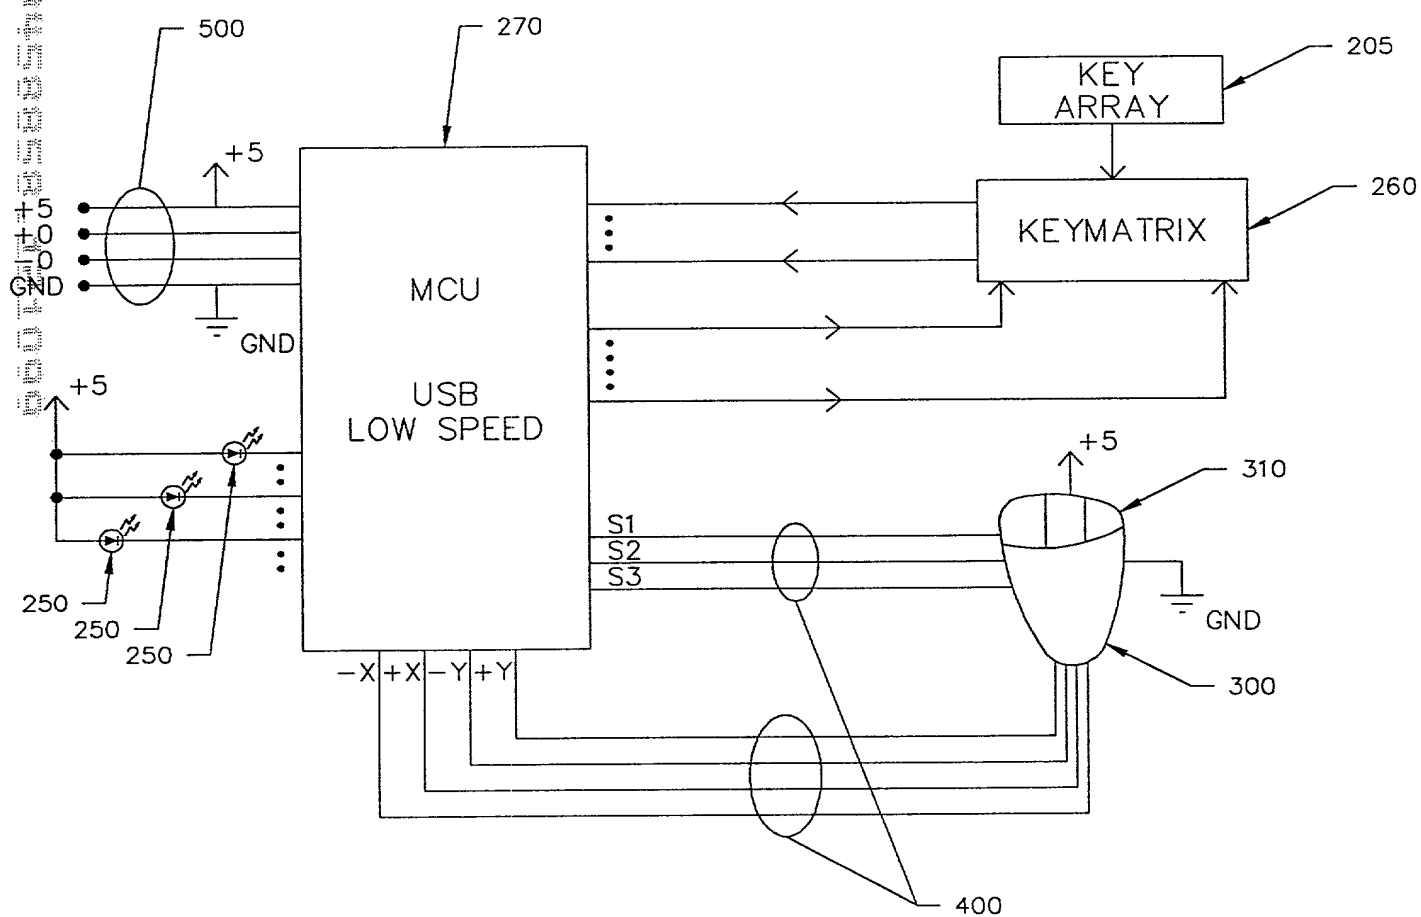 500
270
205
KEY
ARRAY
+5
260
+5
+0
-0
GND
KEYMATRIX
MCU
GND
USB
LOW SPEED
+5
+5
310
S1
S2
S3
250
250
250
GND
-X +X -Y +Y
300
400